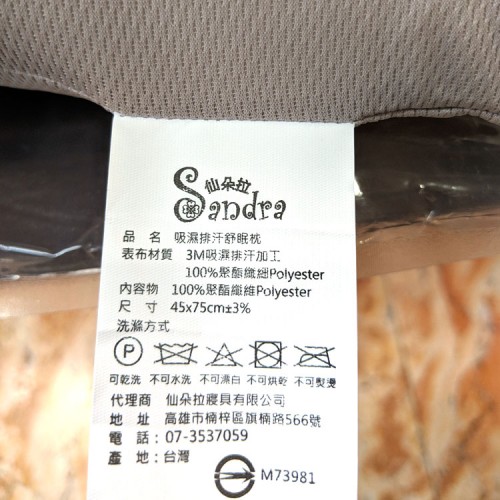 仙朵拉
Sandra
品 名 吸濕排汗舒眠枕
表布材質 3M吸濕排汗加工
100%聚酯纖細Polyester
內容物 100%聚酯纖維Polyester
尺 寸 45x75cm±3%
洗滌方式
P
可乾洗 不可水洗 不可漂白 不可烘乾 不可熨燙
代理商 仙朵拉寢具有限公司
地 址 高雄市楠梓區旗楠路566號
電 話：07-3537059
產 地：台灣
M73981